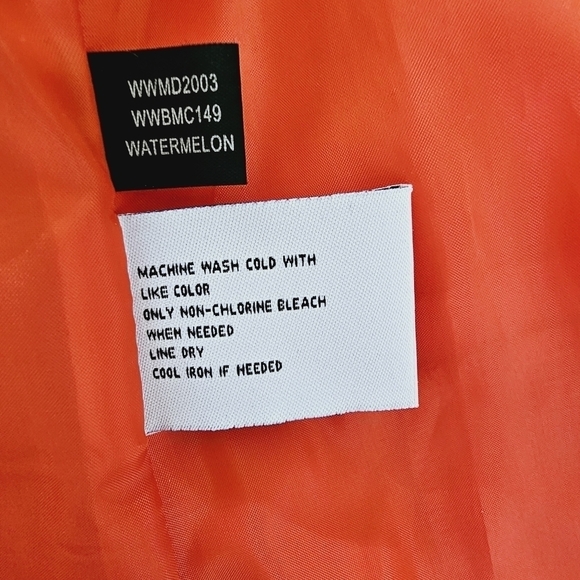 WWMD2003
WWBMC149
WATERMELON
MACHINE WASH COLD WITH
LIKE COLOR
ONLY NON-CHLORINE BLEACH
WHEN NEEDED
LINE DRY
COOL IRON IF NEEDED